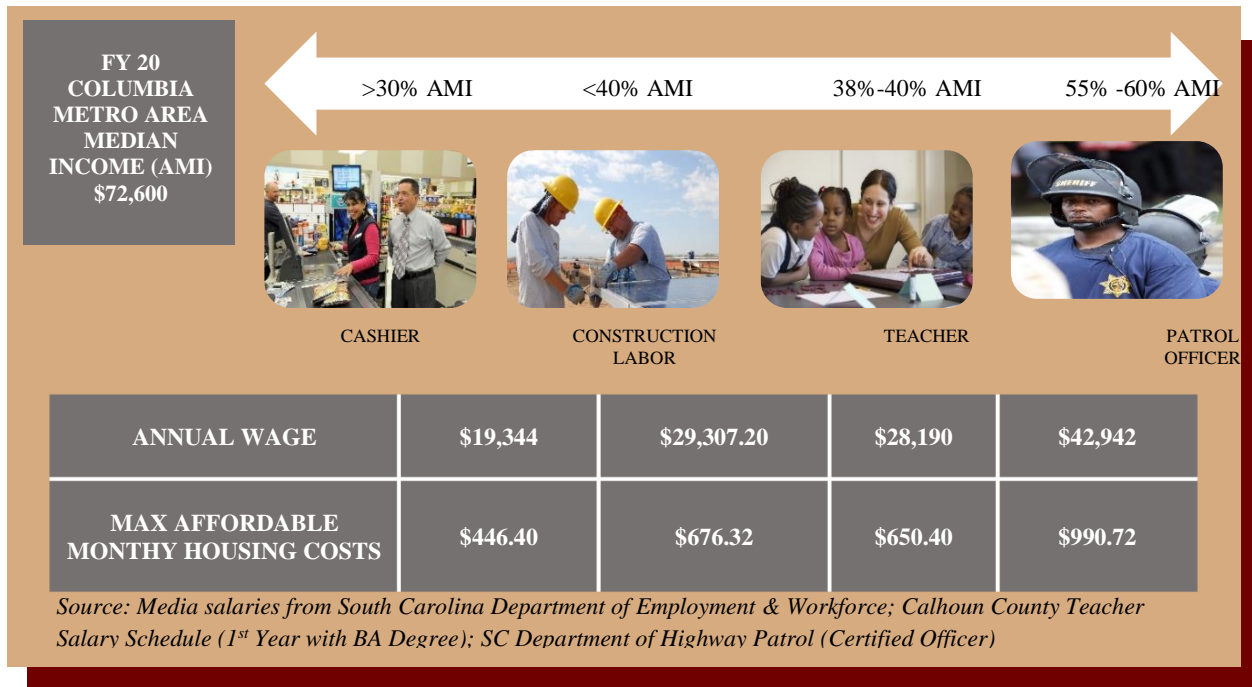 FY 20
COLUMBIA
METRO AREA
MEDIAN
INCOME (AMI)
$72,600
>30% AMI
<40% AMI
38%-40% AMI
55% -60% AMI
SHERIFF
CASHIER
CONSTRUCTION
LABOR
TEACHER
PATROL
OFFICER
ANNUAL WAGE
$19,344
$29,307.20
$28,190
$42,942
MAX AFFORDABLE
MONTHY HOUSING COSTS
$446.40
$676.32
$650.40
$990.72
Source: Media salaries from South Carolina Department of Employment & Workforce; Calhoun County Teacher
Salary Schedule (1st Year with BA Degree); SC Department of Highway Patrol (Certified Officer)